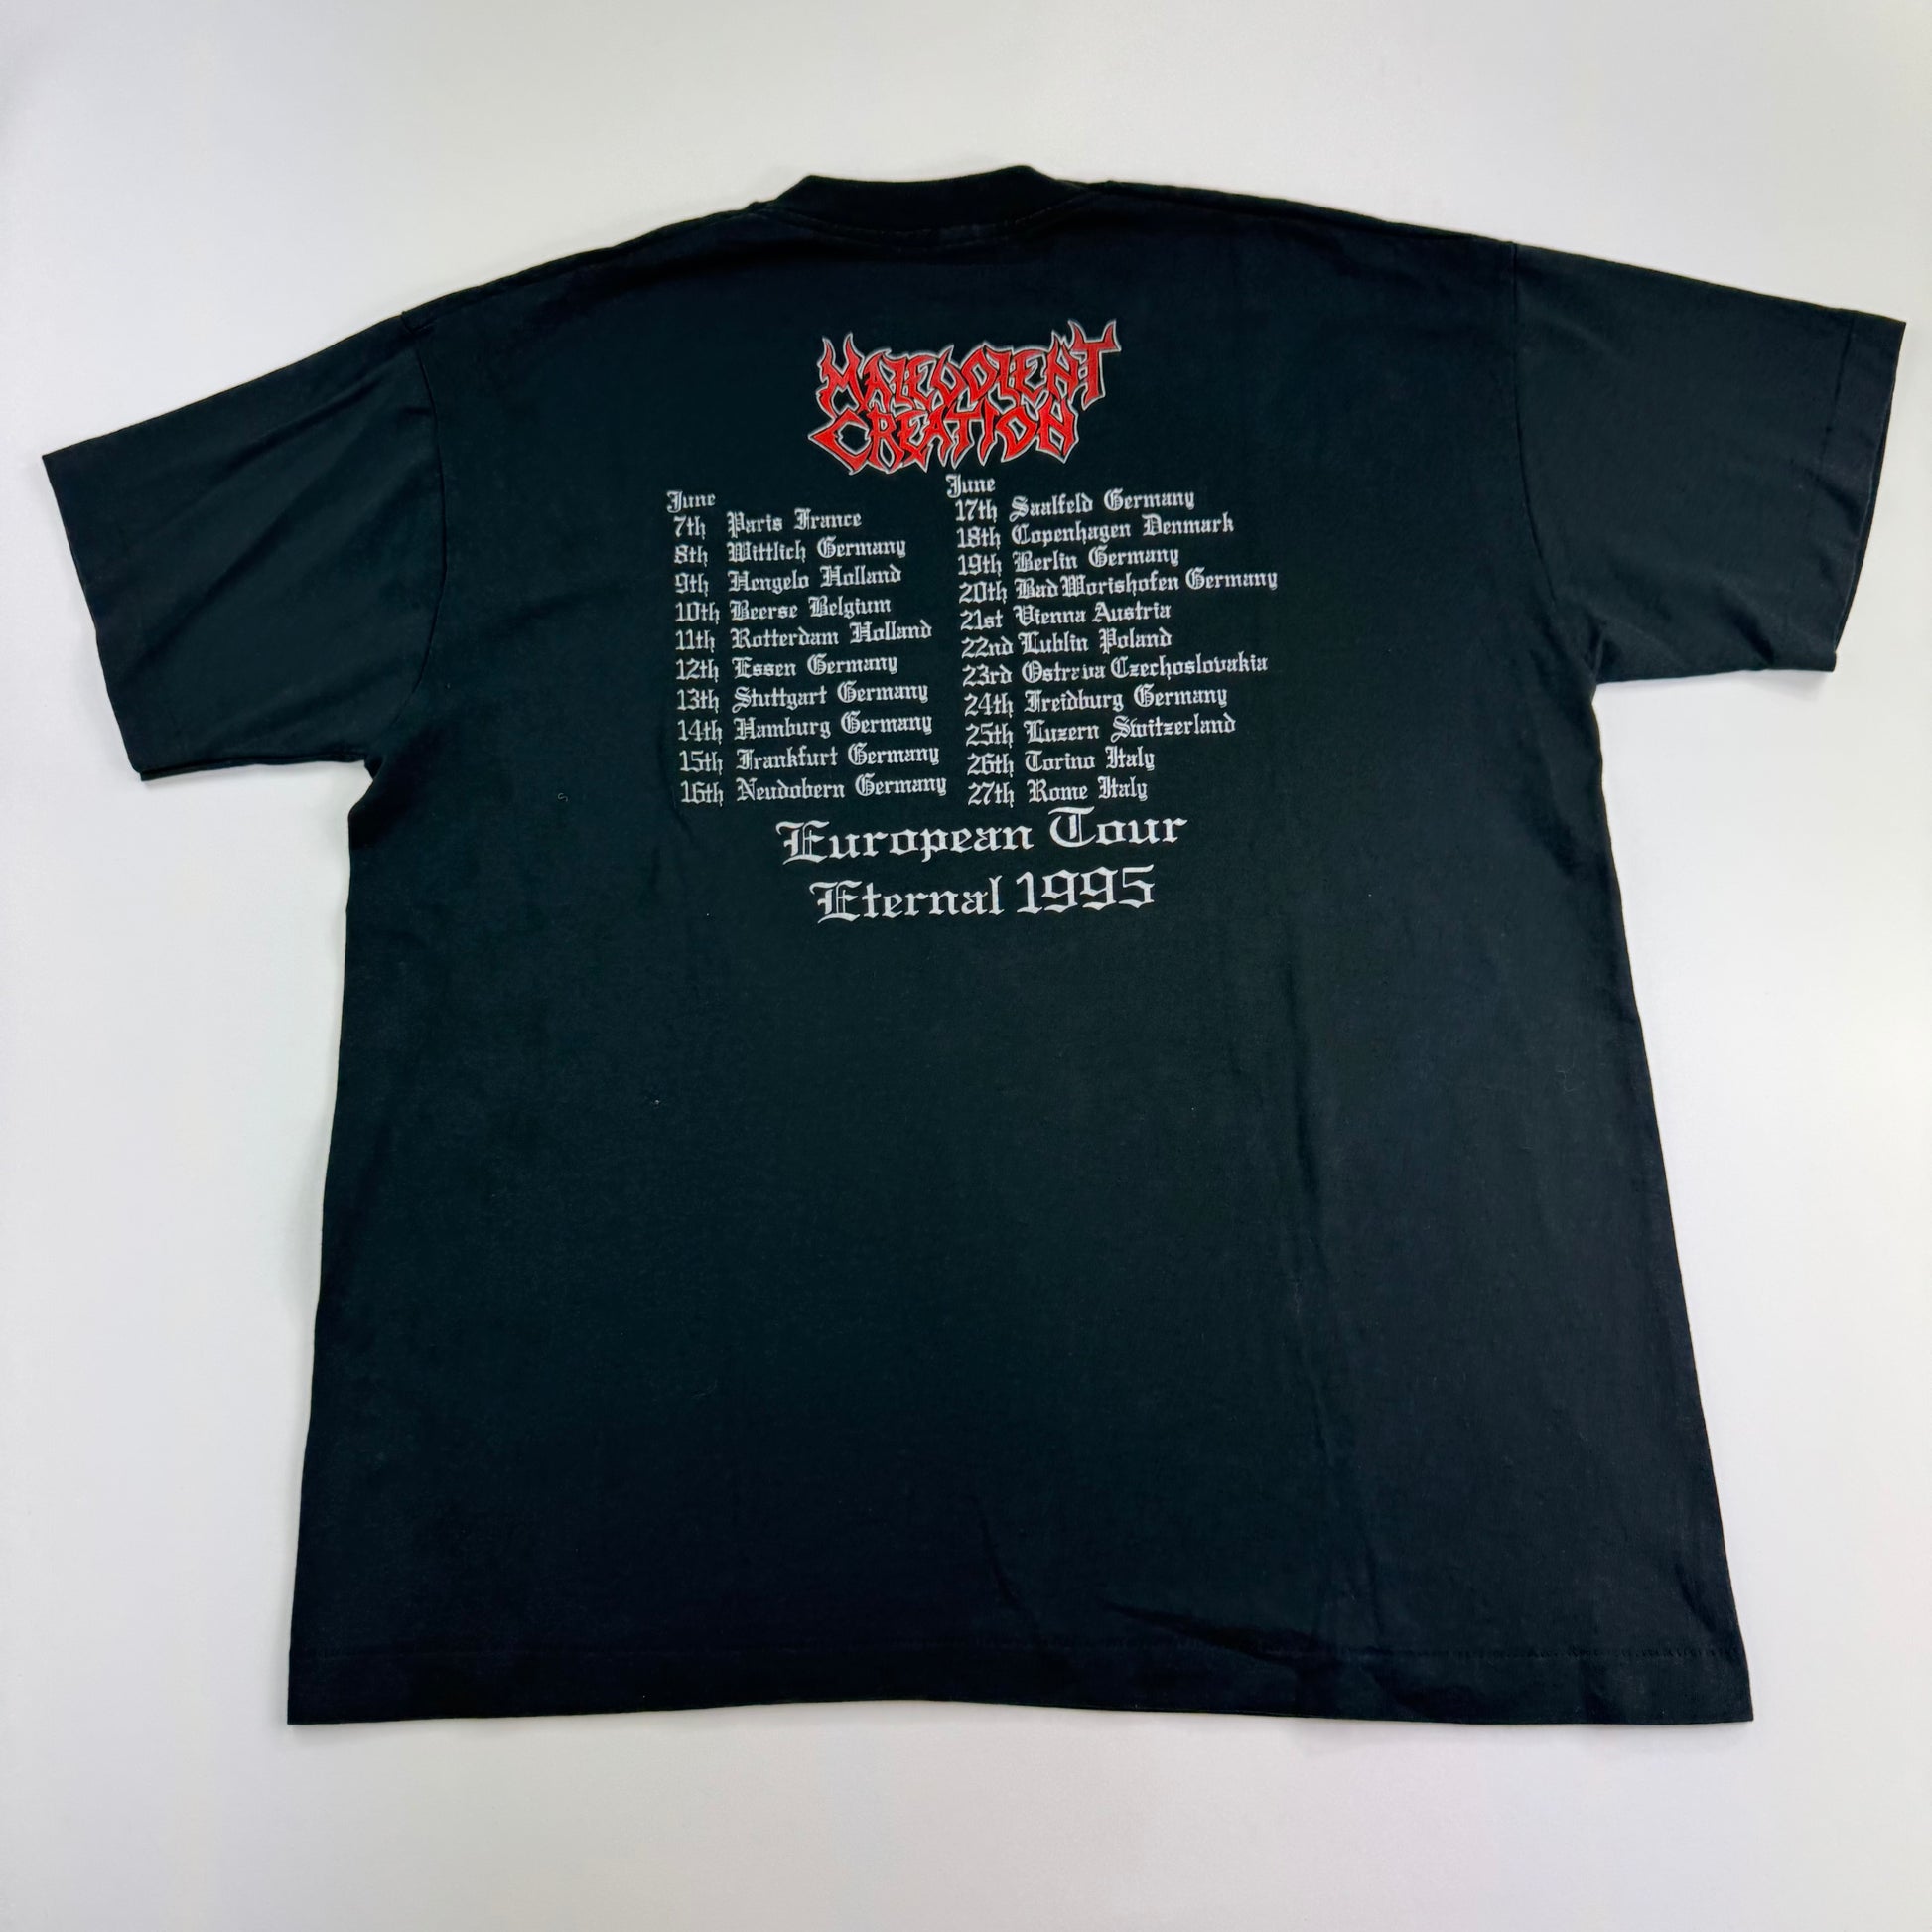 MALEVOLENT
CREATION
June
7th Paris France
8th Wittlich Germany
9th Hengelo Holland
10th Beerse Belgium
11th Rotterdam Holland
12th Essen Germany
13th Stuttgart Germany
14th Hamburg Germany
15th Frankfurt Germany
16th Neudobern Germany
June
17th Saalfeld Germany
18th Copenhagen Denmark
19th Berlin Germany
20th Bad Worishofen Germany
21st Vienna Austria
22nd Lublin Poland
23rd Ostrava Czechoslovakia
24th Freidburg Germany
25th Luzern Switzerland
26th Torino Italy
27th Rome Italy
European Tour
Eternal 1995